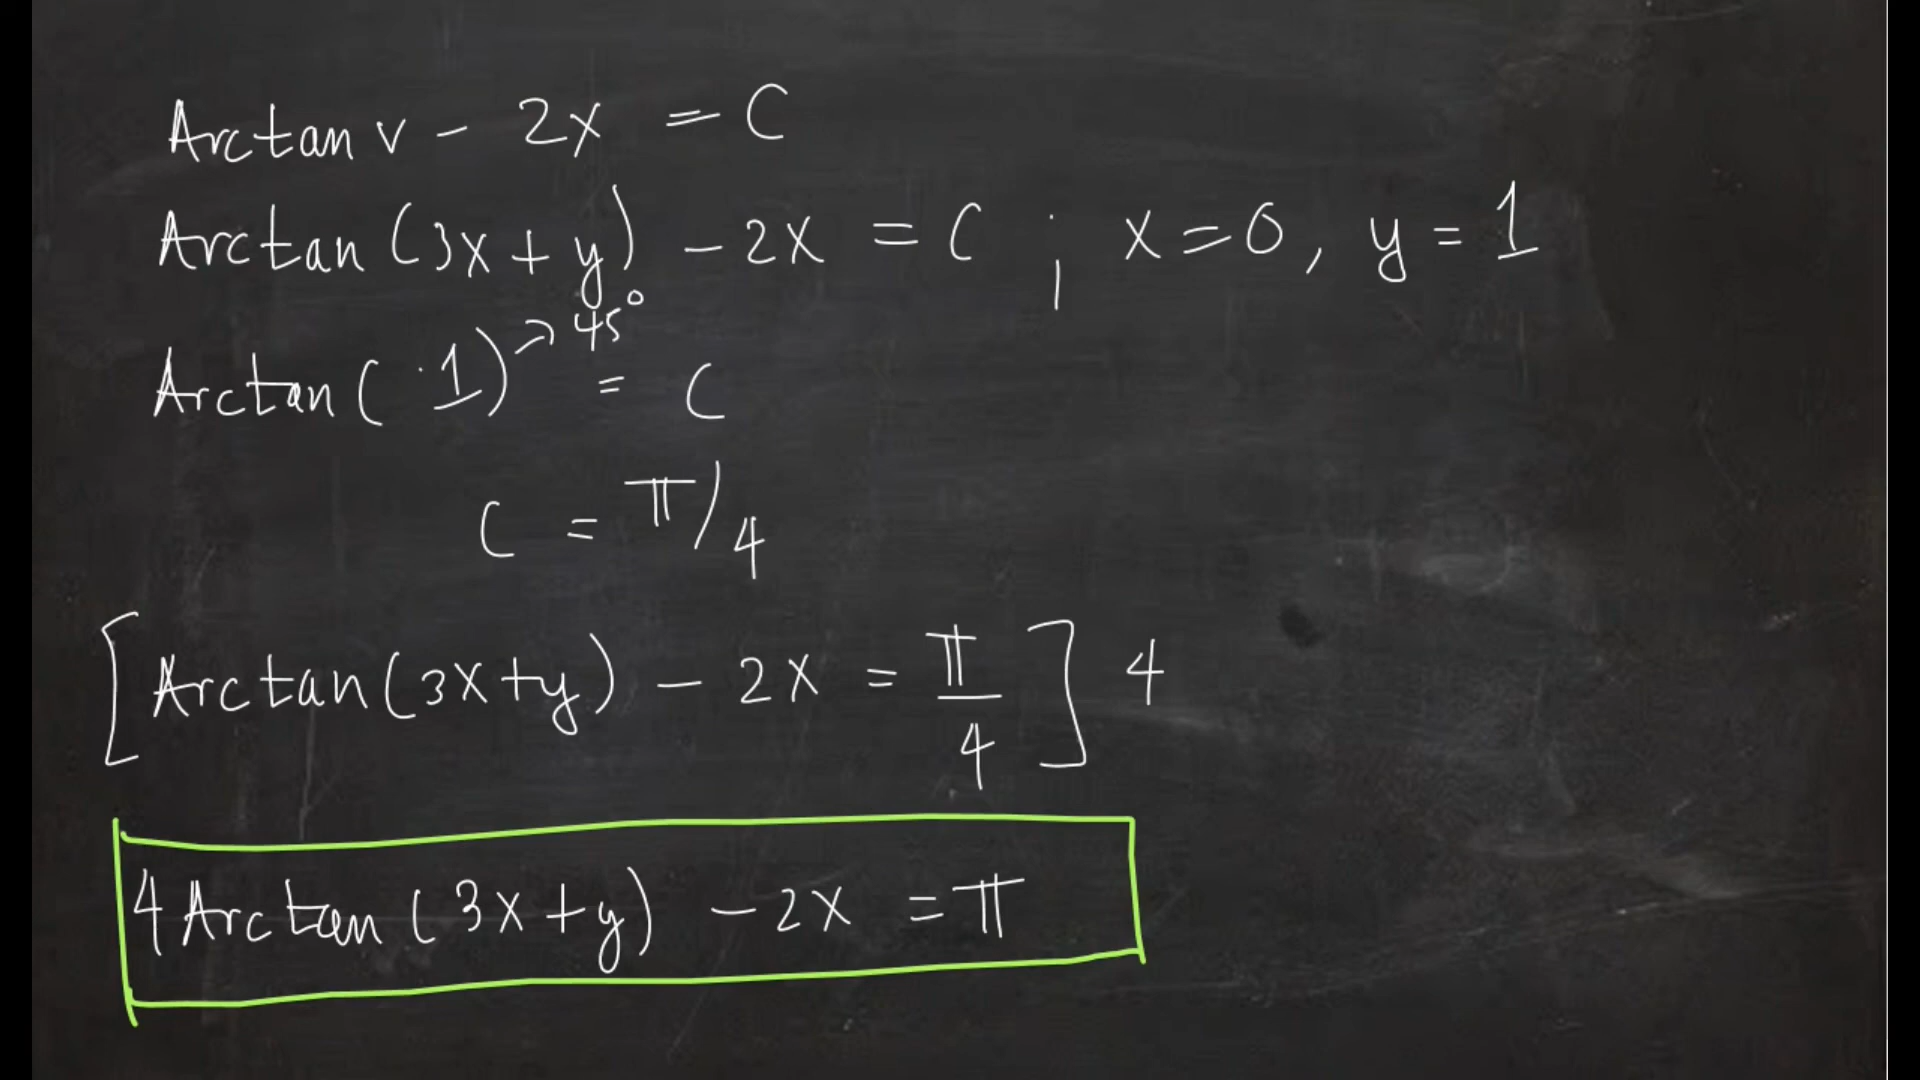 Arctan v - 2x = C
Arctan (3x + y) - 2x = C ; x = 0, y = 1
Arctan (1) → 45° = C
C = π/4
[Arctan (3x+y) - 2x = π/4] 4
4 Arctan (3x+y) - 2x = π